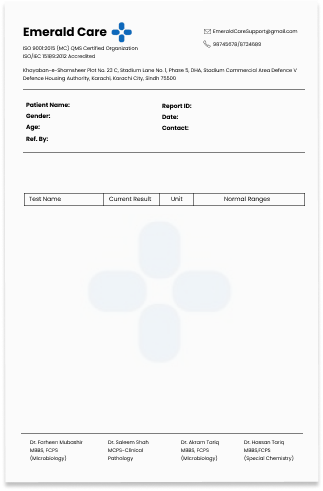 Emerald Care
EmeraldCareSupport@gmail.com
ISO 9001:2015 (MC) QMS Certified Organization
98745678/8734689
ISO/IEC 15189:2012 Accredited
Khayaban-e-Shamsheer Plot No. 23 C, Stadium Lane No. 1, Phase 5, DHA, Stadium Commercial Area Defence V
Defence Housing Authority, Karachi, Karachi City, Sindh 75500
Patient Name: Report ID:
Gender: Date:
Age: Contact:
Ref. By:
Test Name Current Result Unit Normal Ranges
Dr. Farheen Mubashir Dr. Saleem Shah Dr. Akram Tariq Dr. Hassan Tariq
MBBS, FCPS MCPS-Clinical MBBS, FCPS MBBS,FCPS
(Microbiology) Pathology (Microbiology) (Special Chemistry)